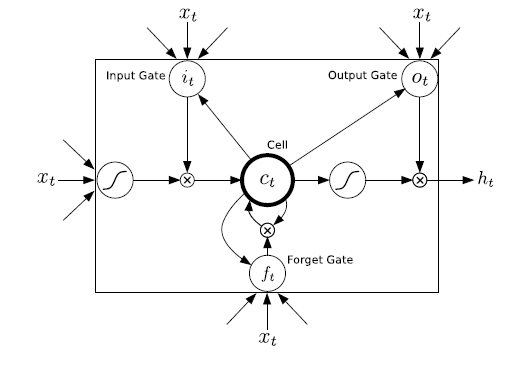 x_t x_t
Input Gate i_t Output Gate o_t
Cell
x_t c_t h_t
f_t Forget Gate
x_t